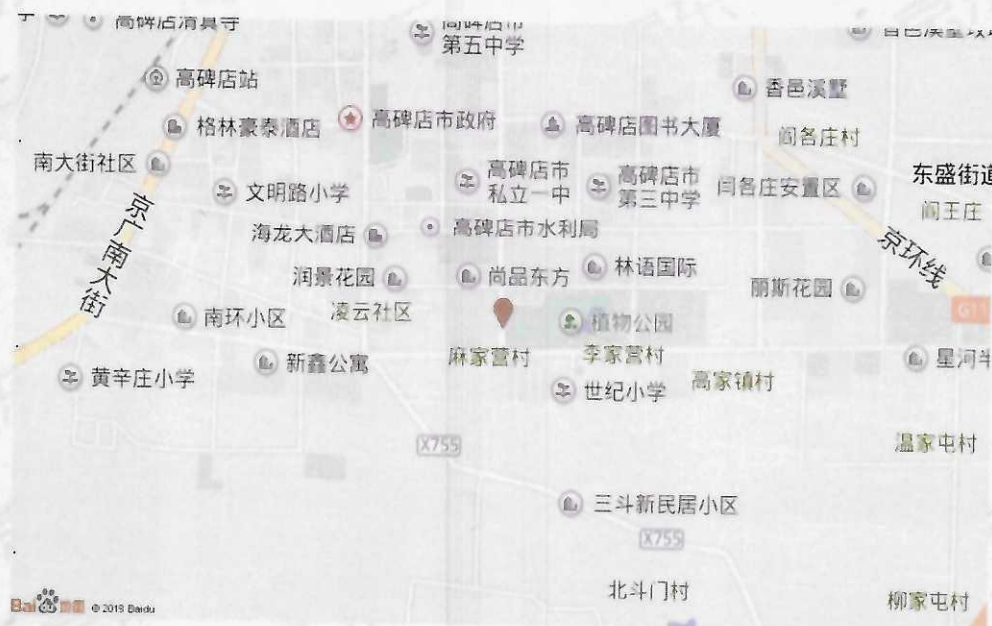 高碑店清真寺
高碑店市
第五中学
高碑店站
香邑溪墅
格林豪泰酒店
高碑店市政府
高碑店图书大厦
阎各庄村
南大街社区
文明路小学
高碑店市
私立一中
高碑店市
第三中学
闫各庄安置区
东盛街道
阎王庄
京广南大街
海龙大酒店
高碑店市水利局
京环线
润景花园
尚品东方
林语国际
丽斯花园
南环小区
凌云社区
植物公园
G11
麻家营村
李家营村
黄辛庄小学
新鑫公寓
世纪小学
高家镇村
星河
X755
温家屯村
三斗新民居小区
X755
北斗门村
柳家屯村
Bai 地图 © 2019 Baidu